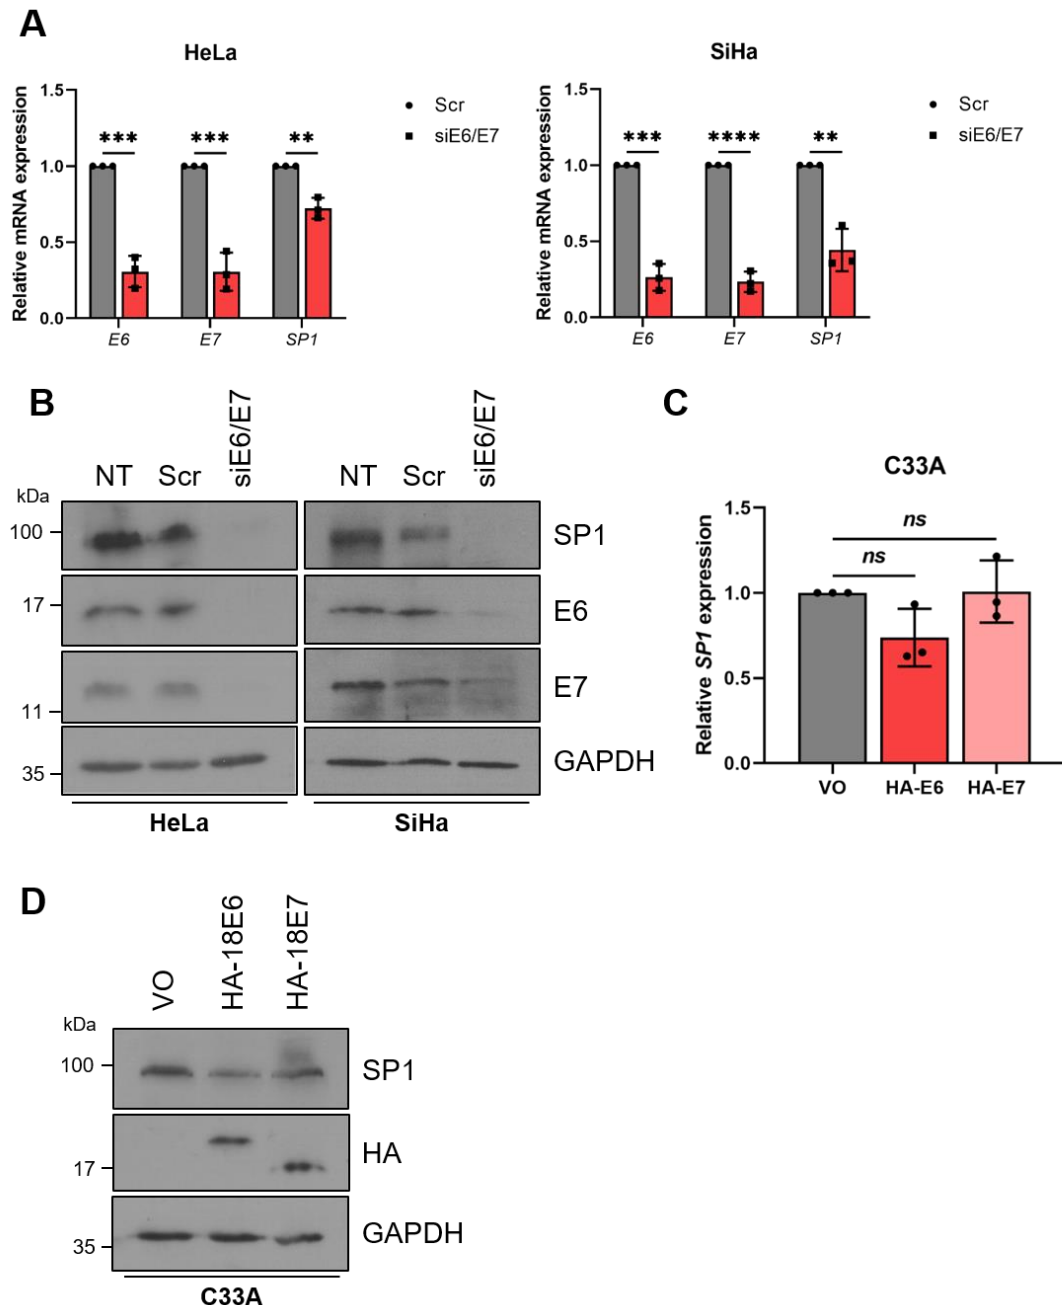 A
HeLa
Relative mRNA expression
1.5
1.0
0.5
0.0
*** *** **
Scr
siE6/E7
E6 E7 SP1
SiHa
Relative mRNA expression
1.5
1.0
0.5
0.0
*** **** **
Scr
siE6/E7
E6 E7 SP1
B
NT Scr siE6/E7 NT Scr siE6/E7
kDa
100 SP1
17 E6
E7
11
35 GAPDH
HeLa SiHa
C
C33A
Relative SP1 expression
1.5
1.0
0.5
0.0
ns
ns
VO HA-E6 HA-E7
D
VO HA-18E6 HA-18E7
kDa
100 SP1
HA
17
GAPDH
35
C33A